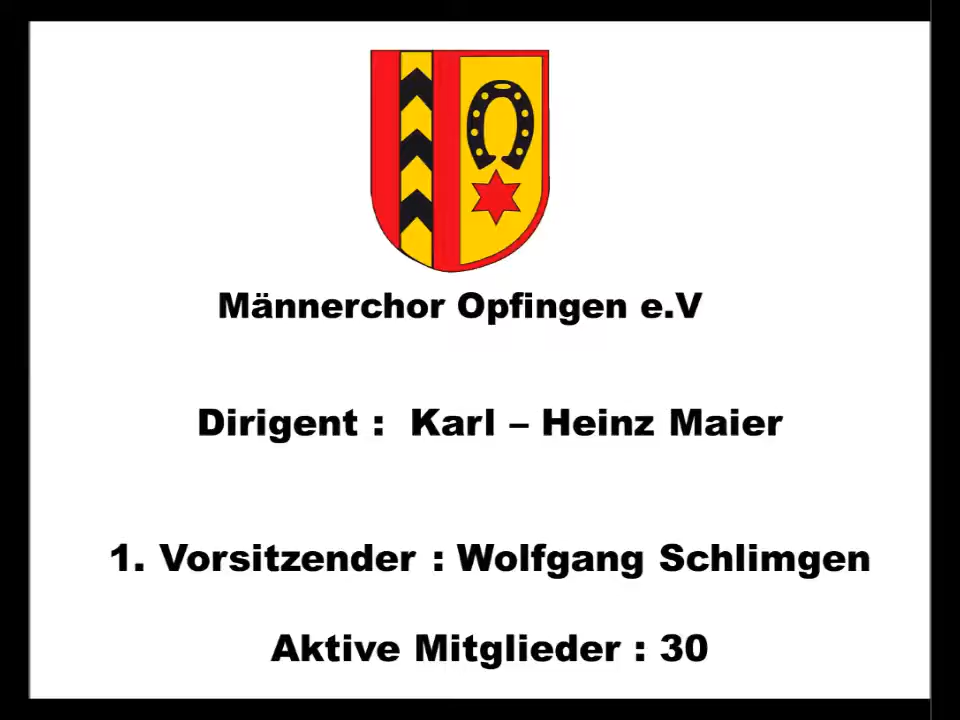 Männerchor Opfingen e.V
Dirigent : Karl – Heinz Maier
1. Vorsitzender : Wolfgang Schlimgen
Aktive Mitglieder : 30